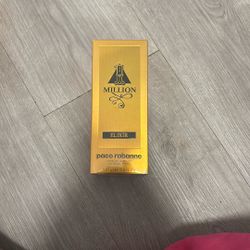 1
MILLION
ELIXIR
paco rabanne